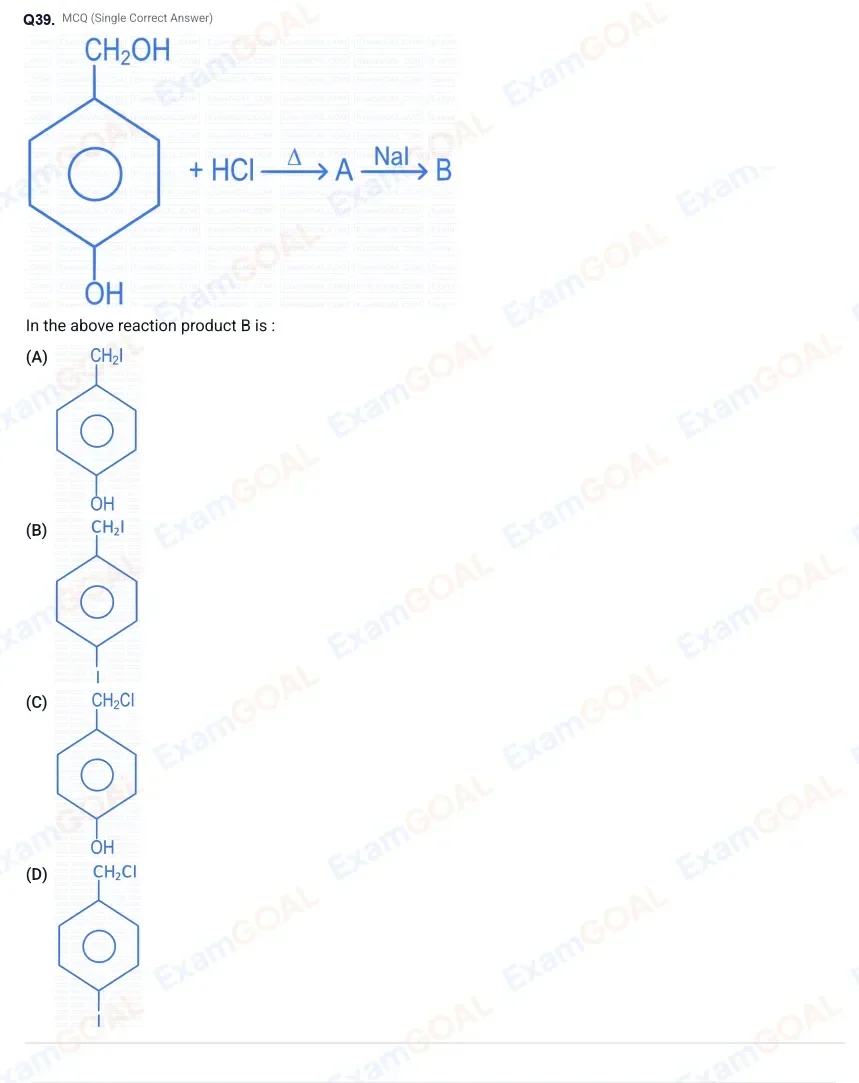 Q39. MCQ (Single Correct Answer)
CH₂OH
+ HCl —Δ→ A —NaI→ B
OH
In the above reaction product B is :
(A)
CH₂I
OH
(B)
CH₂I
I
(C)
CH₂Cl
OH
(D)
CH₂Cl
I
ExamGOAL